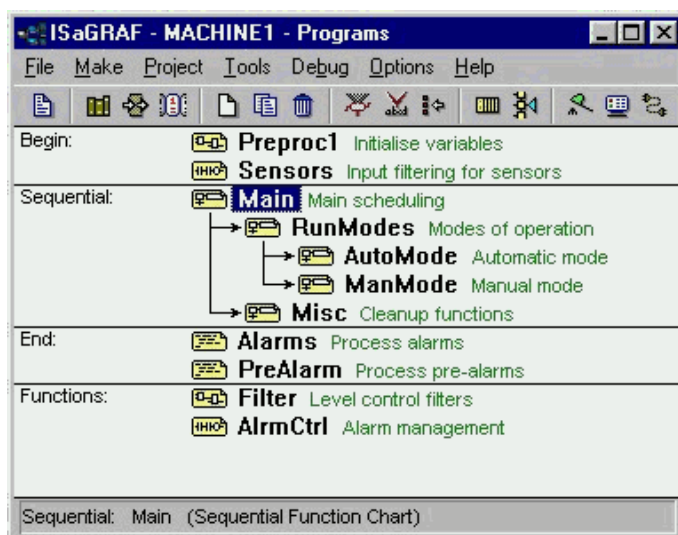 ISaGRAF - MACHINE1 - Programs
File Make Project Tools Debug Options Help
Begin: Preproc1 Initialise variables
Sensors Input filtering for sensors
Sequential: Main Main scheduling
RunModes Modes of operation
AutoMode Automatic mode
ManMode Manual mode
Misc Cleanup functions
End: Alarms Process alarms
PreAlarm Process pre-alarms
Functions: Filter Level control filters
AlrmCtrl Alarm management
Sequential: Main (Sequential Function Chart)